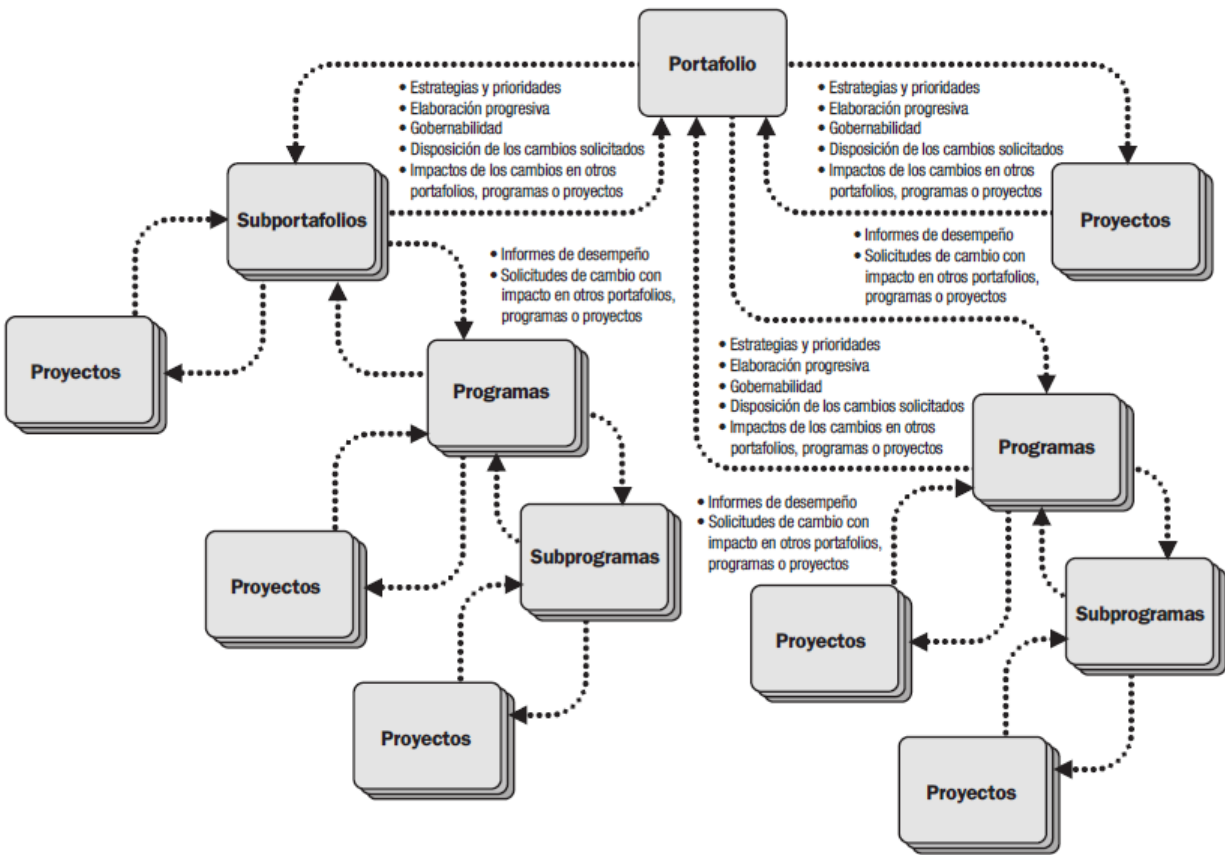 Portafolio
• Estrategias y prioridades
• Elaboración progresiva
• Gobernabilidad
• Disposición de los cambios solicitados
• Impactos de los cambios en otros
portafolios, programas o proyectos
• Estrategias y prioridades
• Elaboración progresiva
• Gobernabilidad
• Disposición de los cambios solicitados
• Impactos de los cambios en otros
portafolios, programas o proyectos
Subportafolios
Proyectos
• Informes de desempeño
• Solicitudes de cambio con
impacto en otros portafolios,
programas o proyectos
• Informes de desempeño
• Solicitudes de cambio con
impacto en otros portafolios,
programas o proyectos
Proyectos
Programas
• Estrategias y prioridades
• Elaboración progresiva
• Gobernabilidad
• Disposición de los cambios solicitados
• Impactos de los cambios en otros
portafolios, programas o proyectos
Programas
• Informes de desempeño
• Solicitudes de cambio con
impacto en otros portafolios,
programas o proyectos
Proyectos
Subprogramas
Proyectos
Subprogramas
Proyectos
Proyectos